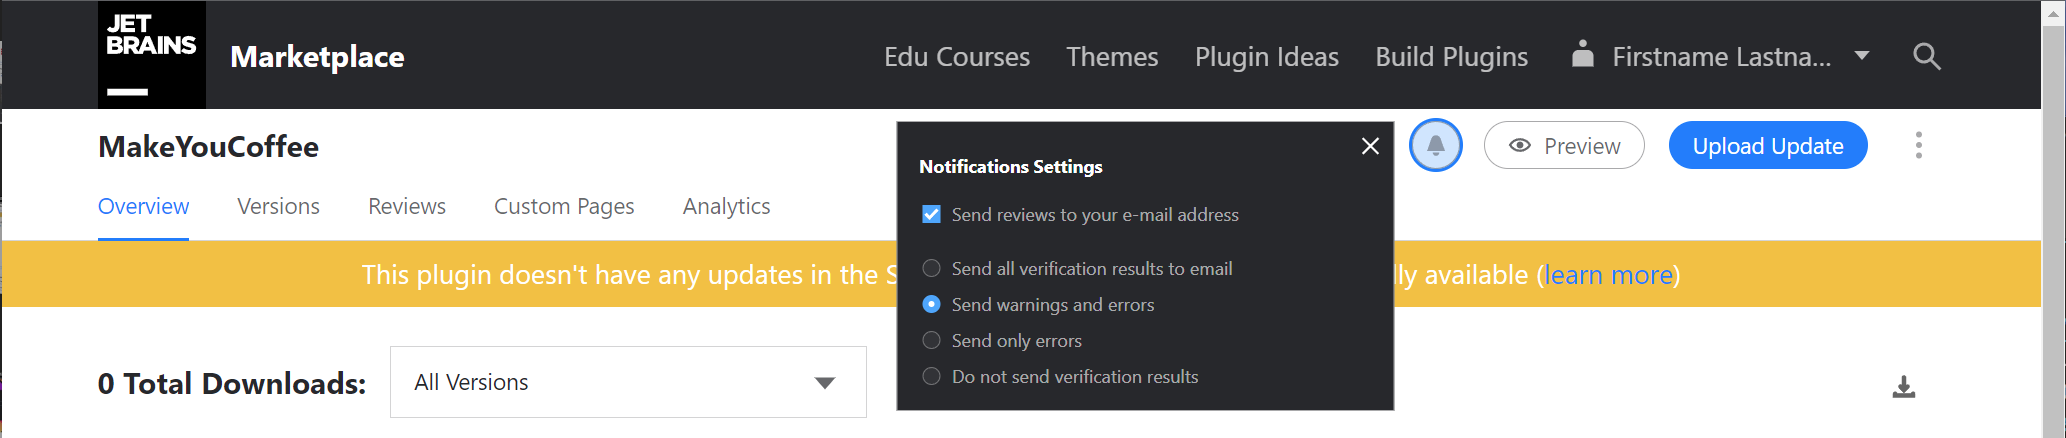 JET
BRAINS
Marketplace
Edu Courses
Themes
Plugin Ideas
Build Plugins
Firstname Lastna...
MakeYouCoffee
Preview
Upload Update
Overview
Versions
Reviews
Custom Pages
Analytics
Notifications Settings
Send reviews to your e-mail address
Send all verification results to email
Send warnings and errors
Send only errors
Do not send verification results
This plugin doesn't have any updates in the
available (learn more)
0 Total Downloads:
All Versions